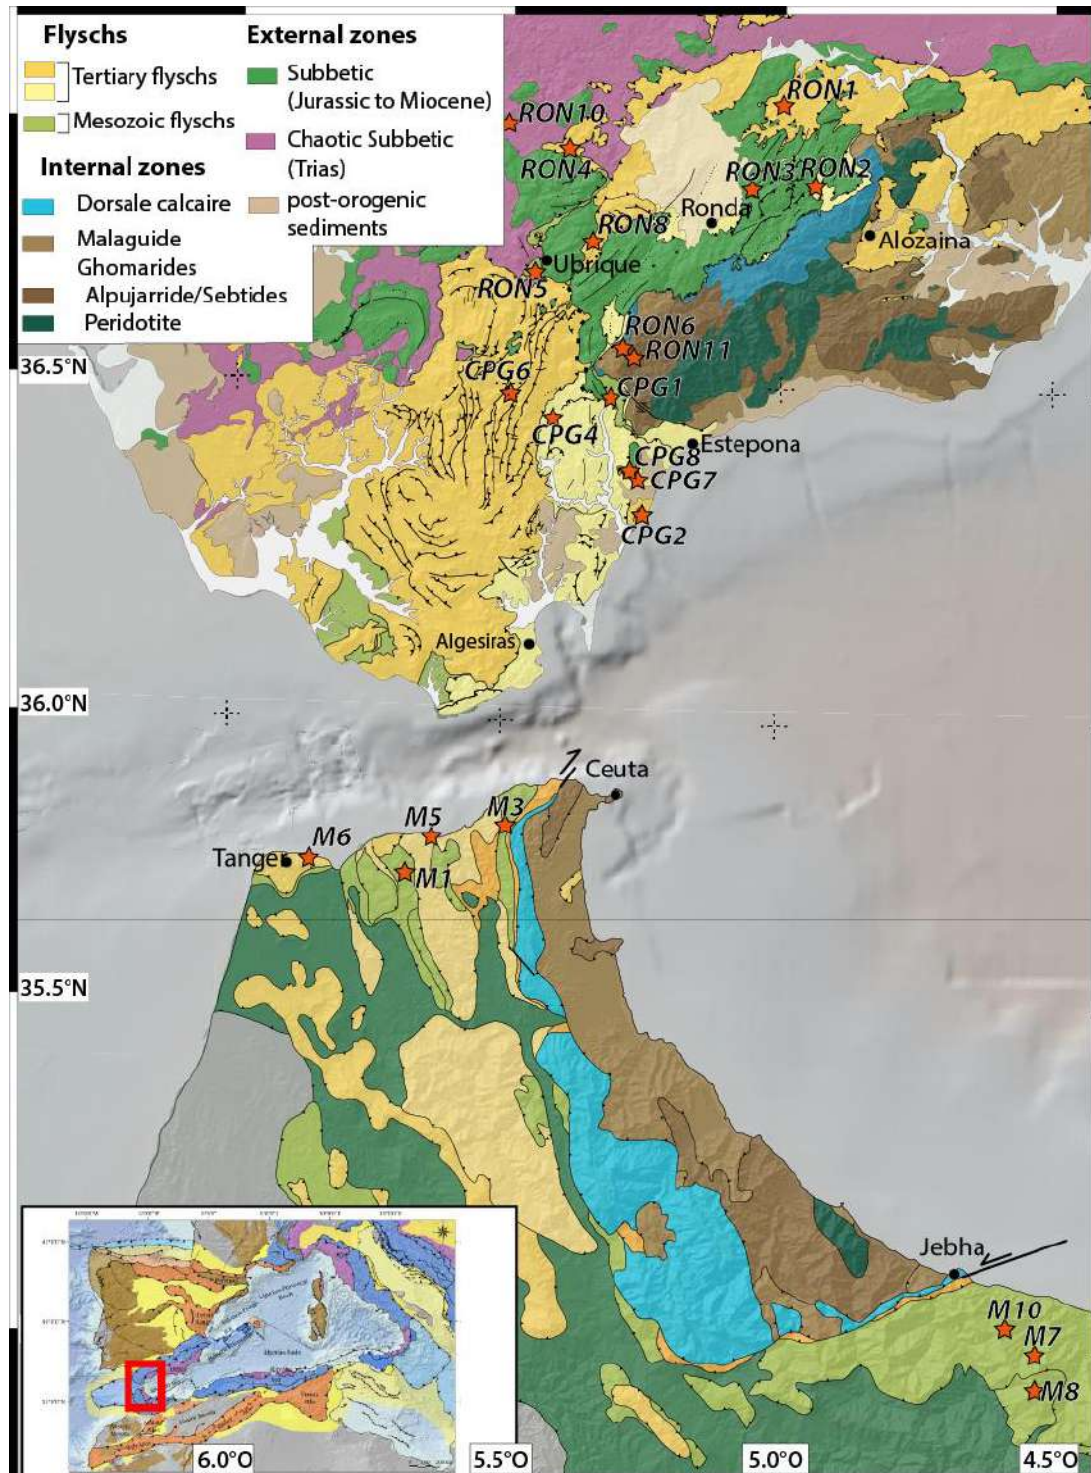 Flyschs
Tertiary flyschs
Mesozoic flyschs
Internal zones
Dorsale calcaire
Malaguide
Ghomarides
Alpujarride/Sebtides
Peridotite
External zones
Subbetic
(Jurassic to Miocene)
Chaotic Subbetic
(Trias)
post-orogenic
sediments
RON10
RON1
RON4
RON3
RON2
Ronda
RON8
Alozaina
Ubrique
RON5
RON6
RON11
36.5°N
CPG6
CPG1
CPG4
Estepona
CPG8
CPG7
CPG2
Algesiras
36.0°N
Ceuta
M3
M5
M6
Tanger
M1
35.5°N
Jebha
M10
M7
M8
6.0°O
5.5°O
5.0°O
4.5°O